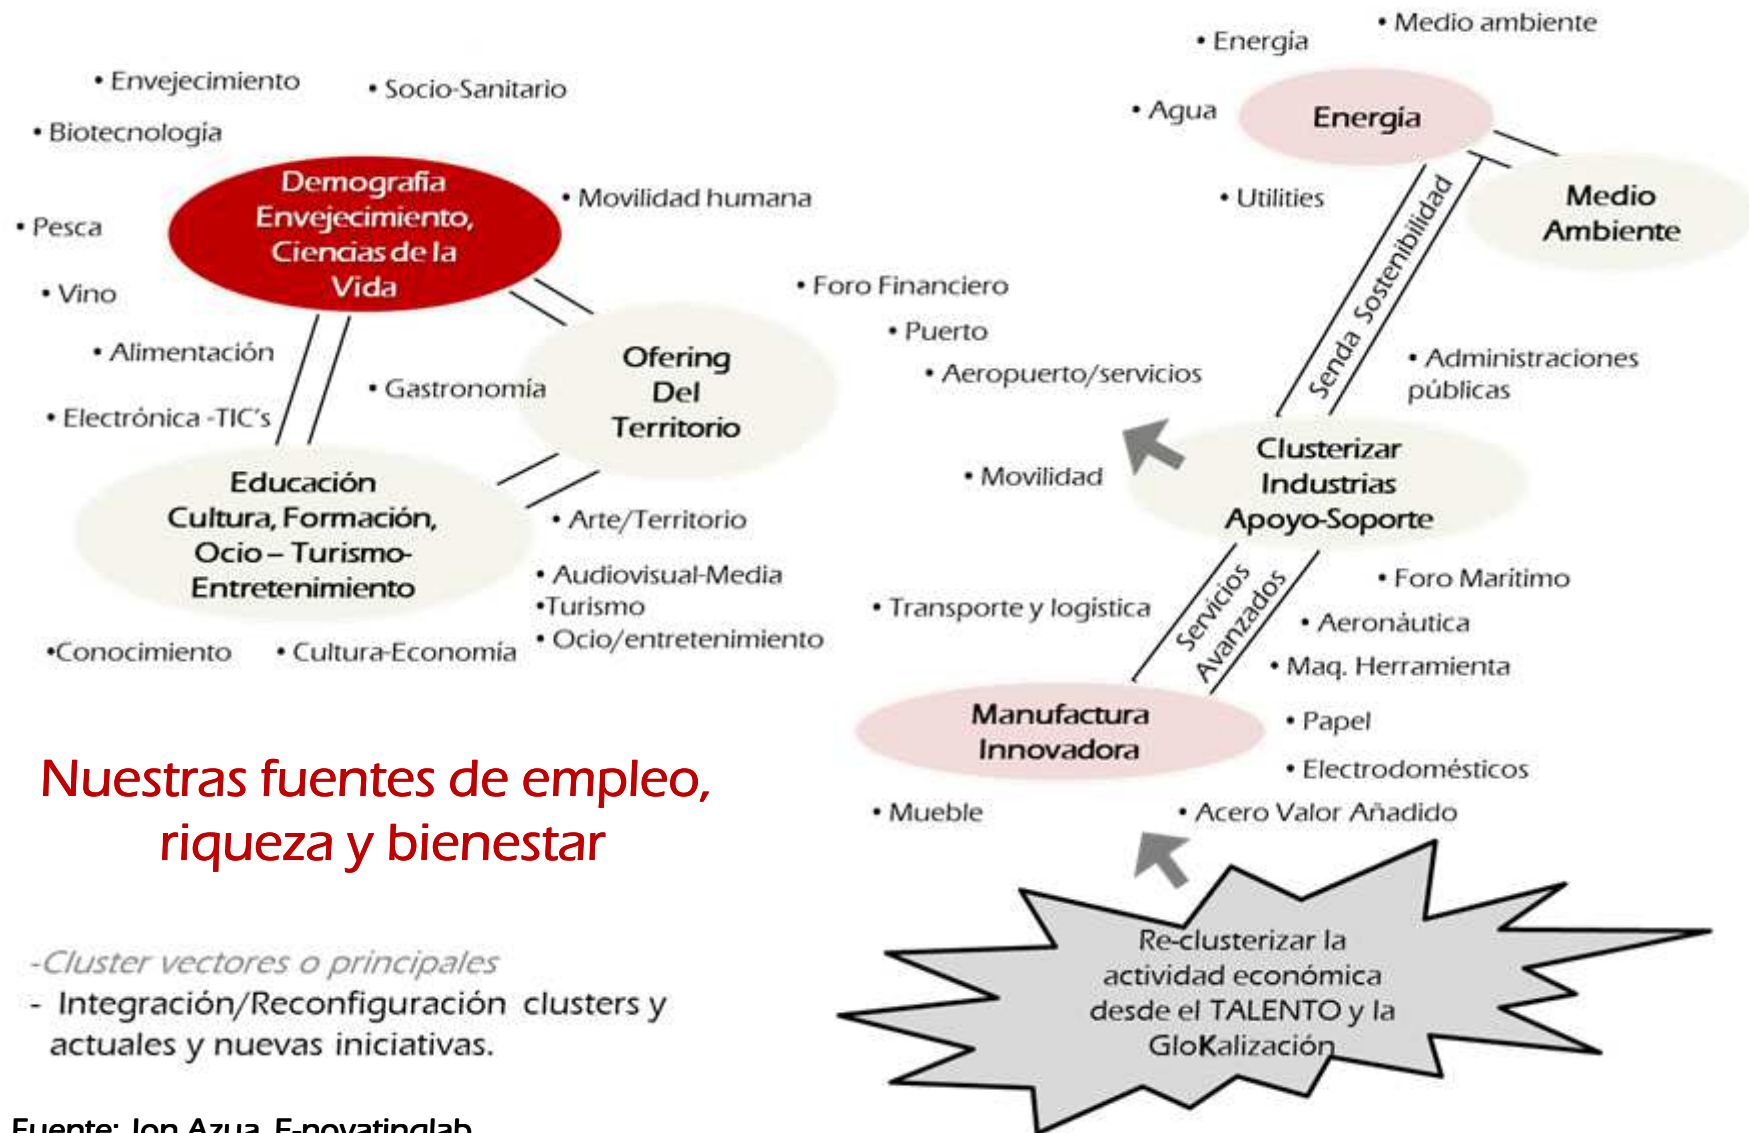 • Envejecimiento
• Socio-Sanitario
• Biotecnología
Demografía
Envejecimiento,
Ciencias de la
Vida
• Movilidad humana
• Pesca
• Vino
• Alimentación
• Gastronomía
• Electrónica -TIC’s
Ofering
Del
Territorio
Educación
Cultura, Formación,
Ocio – Turismo-
Entretenimiento
• Arte/Territorio
• Audiovisual-Media
•Turismo
• Ocio/entretenimiento
•Conocimiento
• Cultura-Economía
• Medio ambiente
• Energía
• Agua
Energía
• Utilities
Medio
Ambiente
Senda Sostenibilidad
• Foro Financiero
• Puerto
• Aeropuerto/servicios
• Administraciones
públicas
• Movilidad
Clusterizar
Industrias
Apoyo-Soporte
• Transporte y logística
Servicios
Avanzados
• Foro Marítimo
• Aeronáutica
• Maq. Herramienta
Manufactura
Innovadora
• Papel
• Electrodomésticos
• Mueble
• Acero Valor Añadido
Nuestras fuentes de empleo,
riqueza y bienestar
-Cluster vectores o principales
- Integración/Reconfiguración clusters y
actuales y nuevas iniciativas.
Re-clusterizar la
actividad económica
desde el TALENTO y la
GloKalización
Fuente: Jon Azua. E-novatinglab